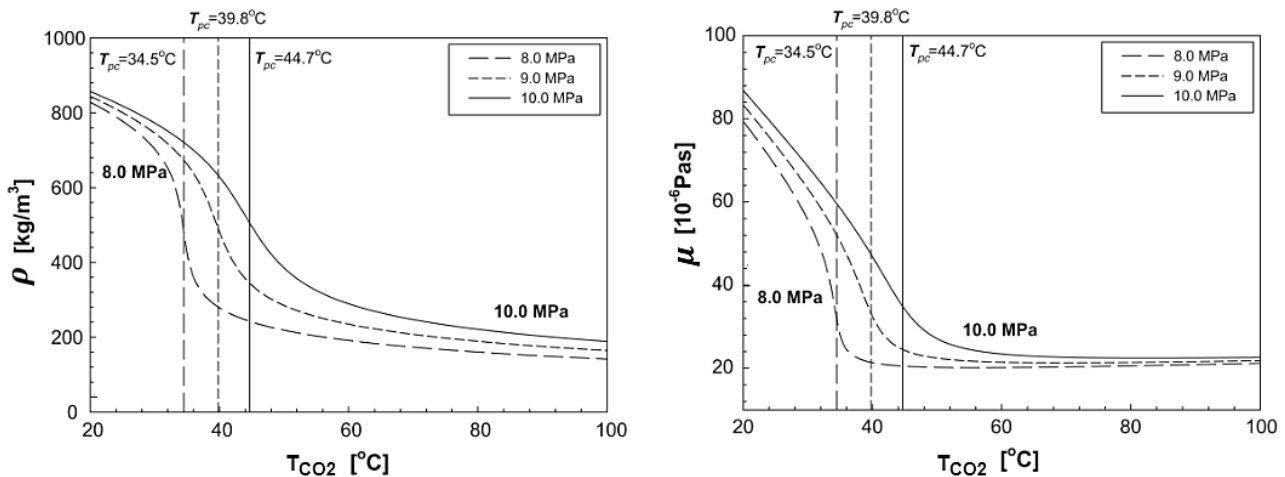 T_pc=39.8°C
T_pc=34.5°C
T_pc=44.7°C
8.0 MPa
9.0 MPa
10.0 MPa
8.0 MPa
10.0 MPa
ρ [kg/m³]
1000
800
600
400
200
0
20 40 60 80 100
T_CO2 [°C]
T_pc=39.8°C
T_pc=34.5°C
T_pc=44.7°C
8.0 MPa
9.0 MPa
10.0 MPa
8.0 MPa
10.0 MPa
μ [10⁻⁶Pas]
100
80
60
40
20
20 40 60 80 100
T_CO2 [°C]